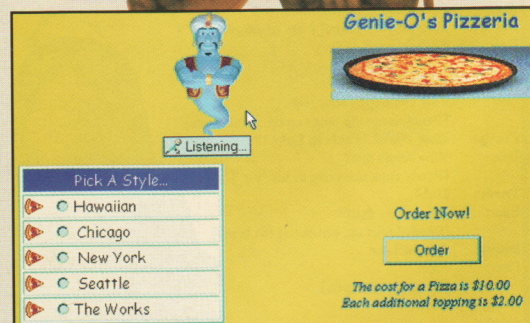 Genie-O's Pizzeria
Listening...
Pick A Style...
Hawaiian
Chicago
New York
Seattle
The Works
Order Now!
Order
The cost for a Pizza is $10.00
Each additional topping is $2.00